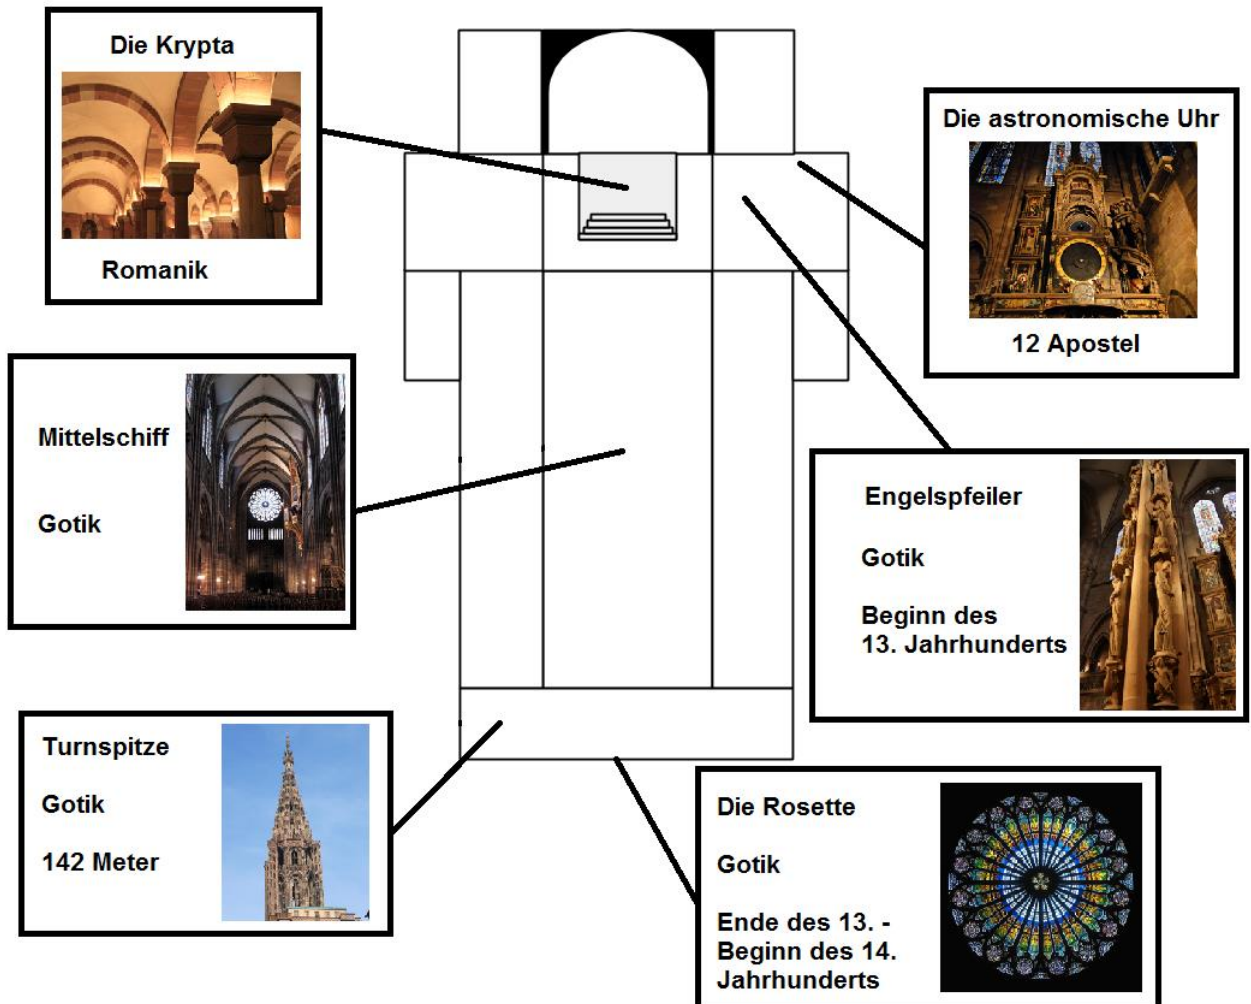 Die Krypta
Romanik
Die astronomische Uhr
12 Apostel
Mittelschiff
Gotik
Engelspfeiler
Gotik
Beginn des
13. Jahrhunderts
Turnspitze
Gotik
142 Meter
Die Rosette
Gotik
Ende des 13. -
Beginn des 14.
Jahrhunderts